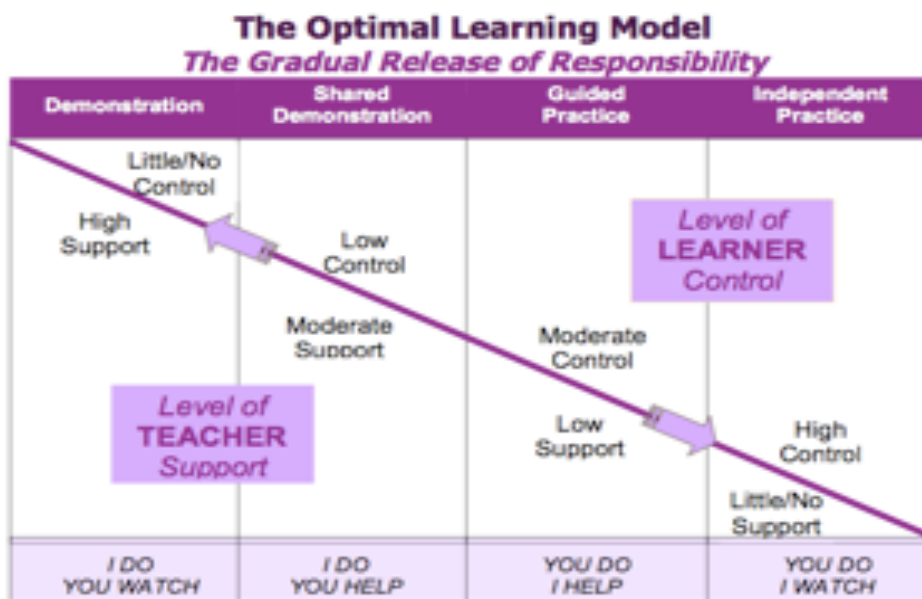 The Optimal Learning Model
The Gradual Release of Responsibility
Demonstration
Shared
Demonstration
Guided
Practice
Independent
Practice
Little/No
Control
High
Support
Low
Control
Moderate
Support
Level of
LEARNER
Control
Moderate
Control
Level of
TEACHER
Support
Low
Support
High
Control
Little/No
Support
I DO
YOU WATCH
I DO
YOU HELP
YOU DO
I HELP
YOU DO
I WATCH